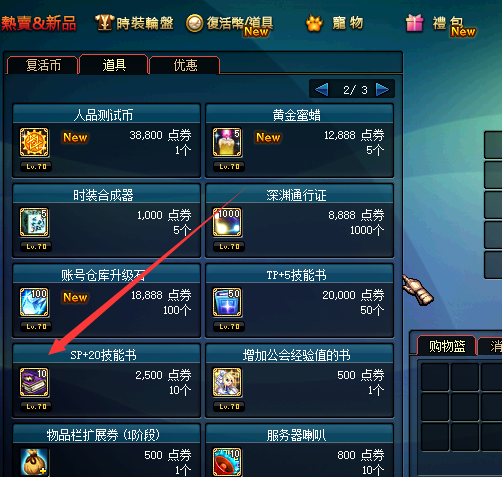 熱賣&新品 時裝輪盤 復活幣/道具 New 寵物 禮包 New
复活币 道具 优惠
2/ 3
人品测试币 黄金蜜蜡
New 38,800 点券 5 New 12,888 点券
1个 5个
Lv.70 Lv.70
时装合成器 深渊通行证
5 1,000 点券 1000 8,888 点券
5个 1000个
Lv.70 Lv.70
账号仓库升级石 TP+5技能书
100 New 18,888 点券 50 20,000 点券
100个 50个
Lv.70 Lv.70
SP+20技能书 增加公会经验值的书 购物篮
10 2,500 点券 500 点券
10个 1个
Lv.70 Lv.70
物品栏扩展券 (1阶段) 服务器喇叭
500 点券 10 800 点券
1个 10个